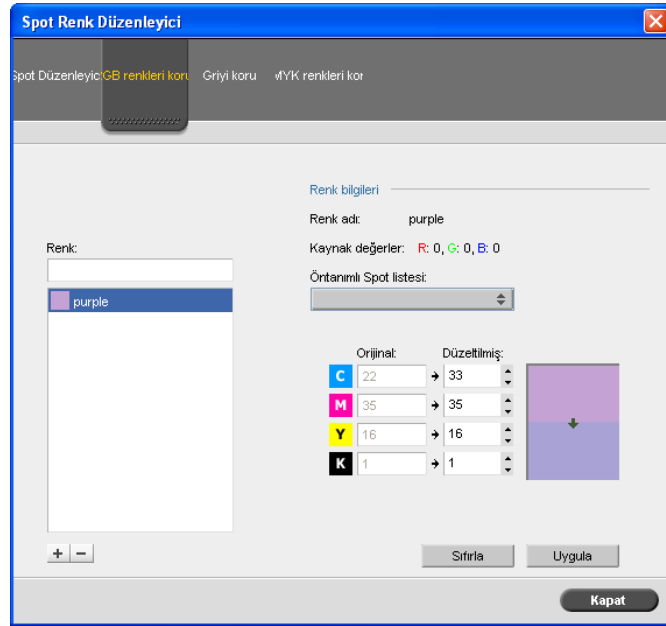 Spot Renk Düzenleyici
Spot Düzenleyic GB renkleri koru Griyi koru MYK renkleri kor
Renk bilgileri
Renk adı: purple
Renk:
Kaynak değerler: R: 0, G: 0, B: 0
Öntanımlı Spot listesi:
purple
Orijinal: Düzeltilmiş:
C 22 33
M 35 35
Y 16 16
K 1 1
+ −
Sıfırla Uygula
Kapat